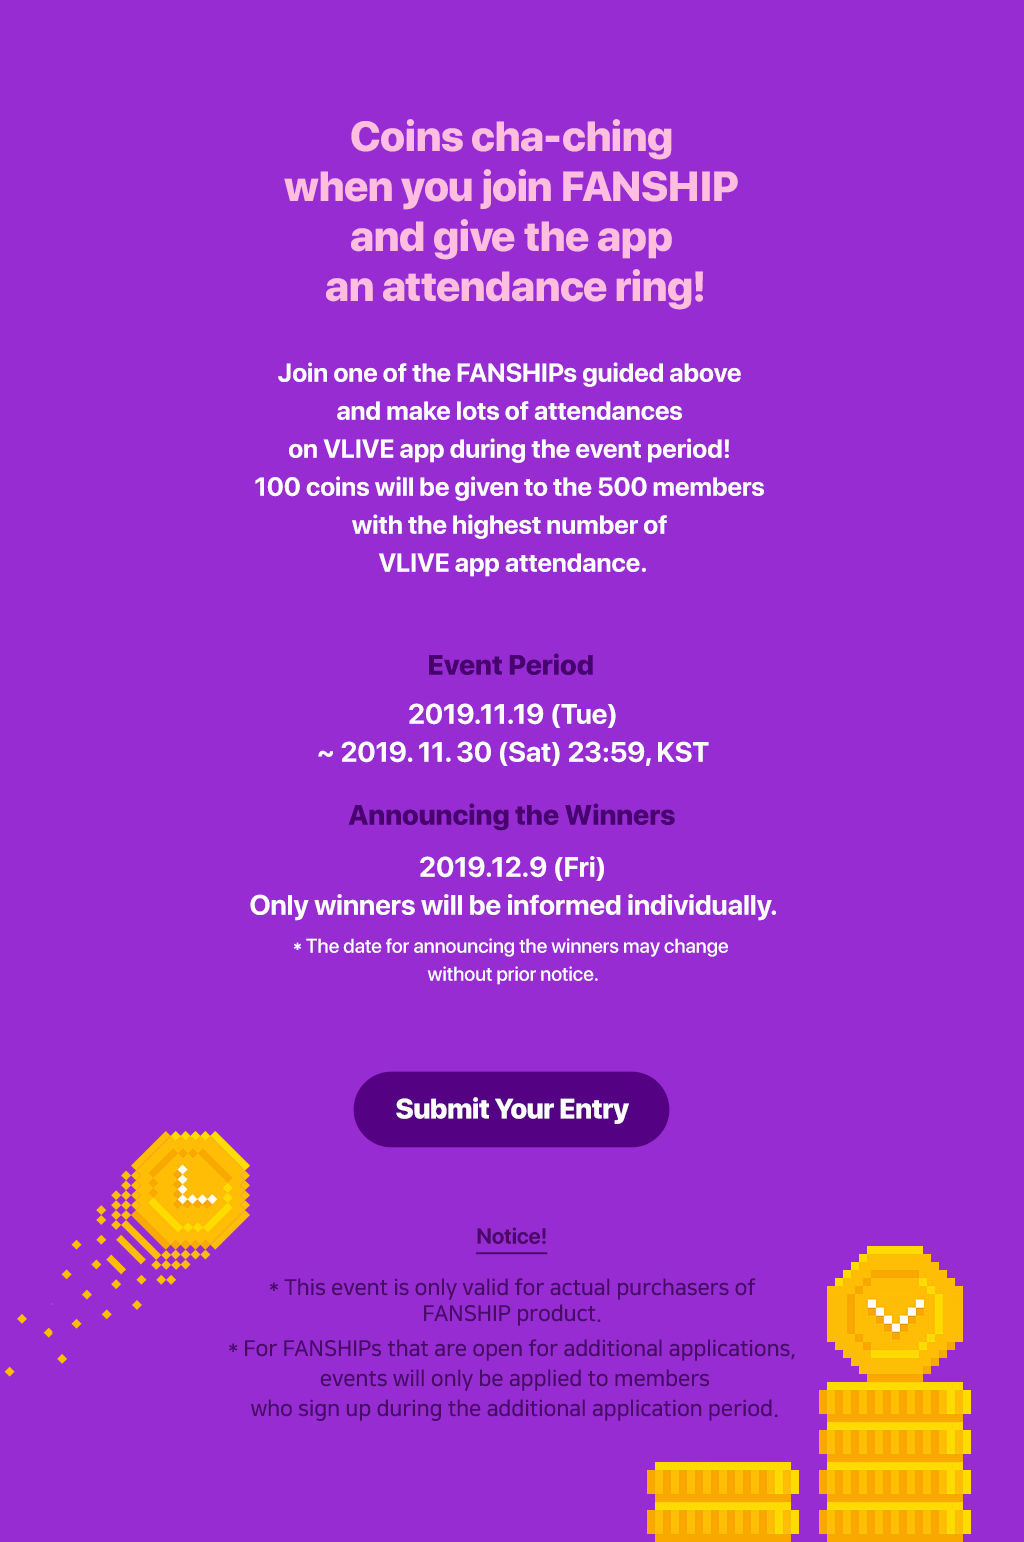 Coins cha-ching
when you join FANSHIP
and give the app
an attendance ring!
Join one of the FANSHIPs guided above
and make lots of attendances
on VLIVE app during the event period!
100 coins will be given to the 500 members
with the highest number of
VLIVE app attendance.
Event Period
2019.11.19 (Tue)
~ 2019. 11. 30 (Sat) 23:59, KST
Announcing the Winners
2019.12.9 (Fri)
Only winners will be informed individually.
* The date for announcing the winners may change
without prior notice.
Submit Your Entry
Notice!
* This event is only valid for actual purchasers of
FANSHIP product.
* For FANSHIPs that are open for additional applications,
events will only be applied to members
who sign up during the additional application period.